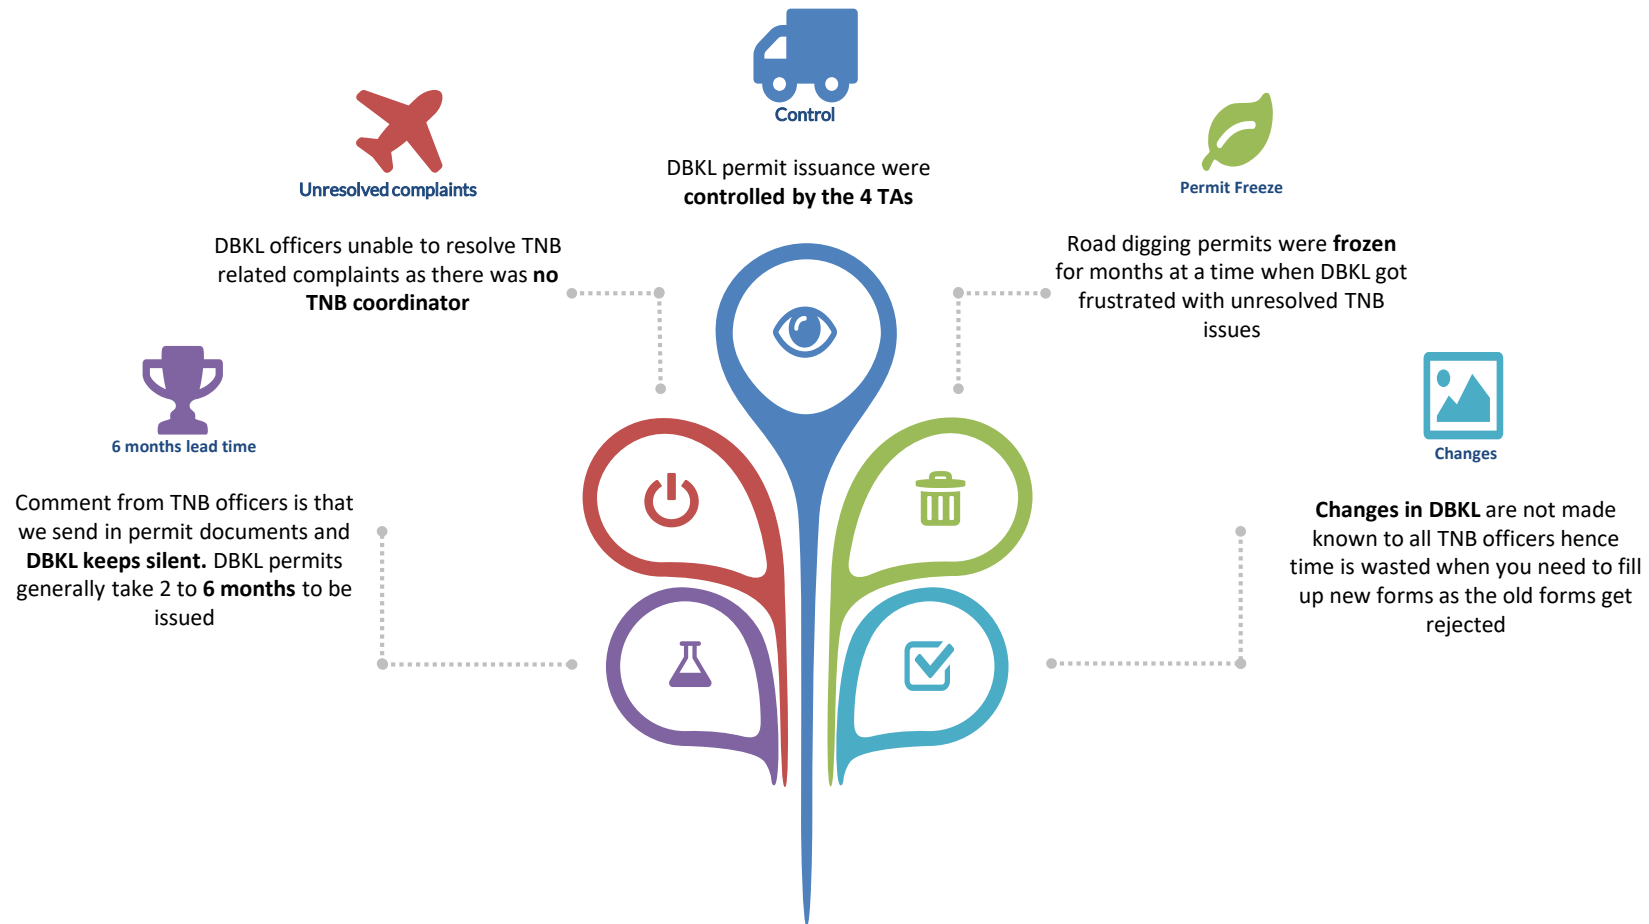 Control
DBKL permit issuance were
controlled by the 4 TAs
Unresolved complaints
DBKL officers unable to resolve TNB
related complaints as there was no
TNB coordinator
Permit Freeze
Road digging permits were frozen
for months at a time when DBKL got
frustrated with unresolved TNB
issues
6 months lead time
Comment from TNB officers is that
we send in permit documents and
DBKL keeps silent. DBKL permits
generally take 2 to 6 months to be
issued
Changes
Changes in DBKL are not made
known to all TNB officers hence
time is wasted when you need to fill
up new forms as the old forms get
rejected